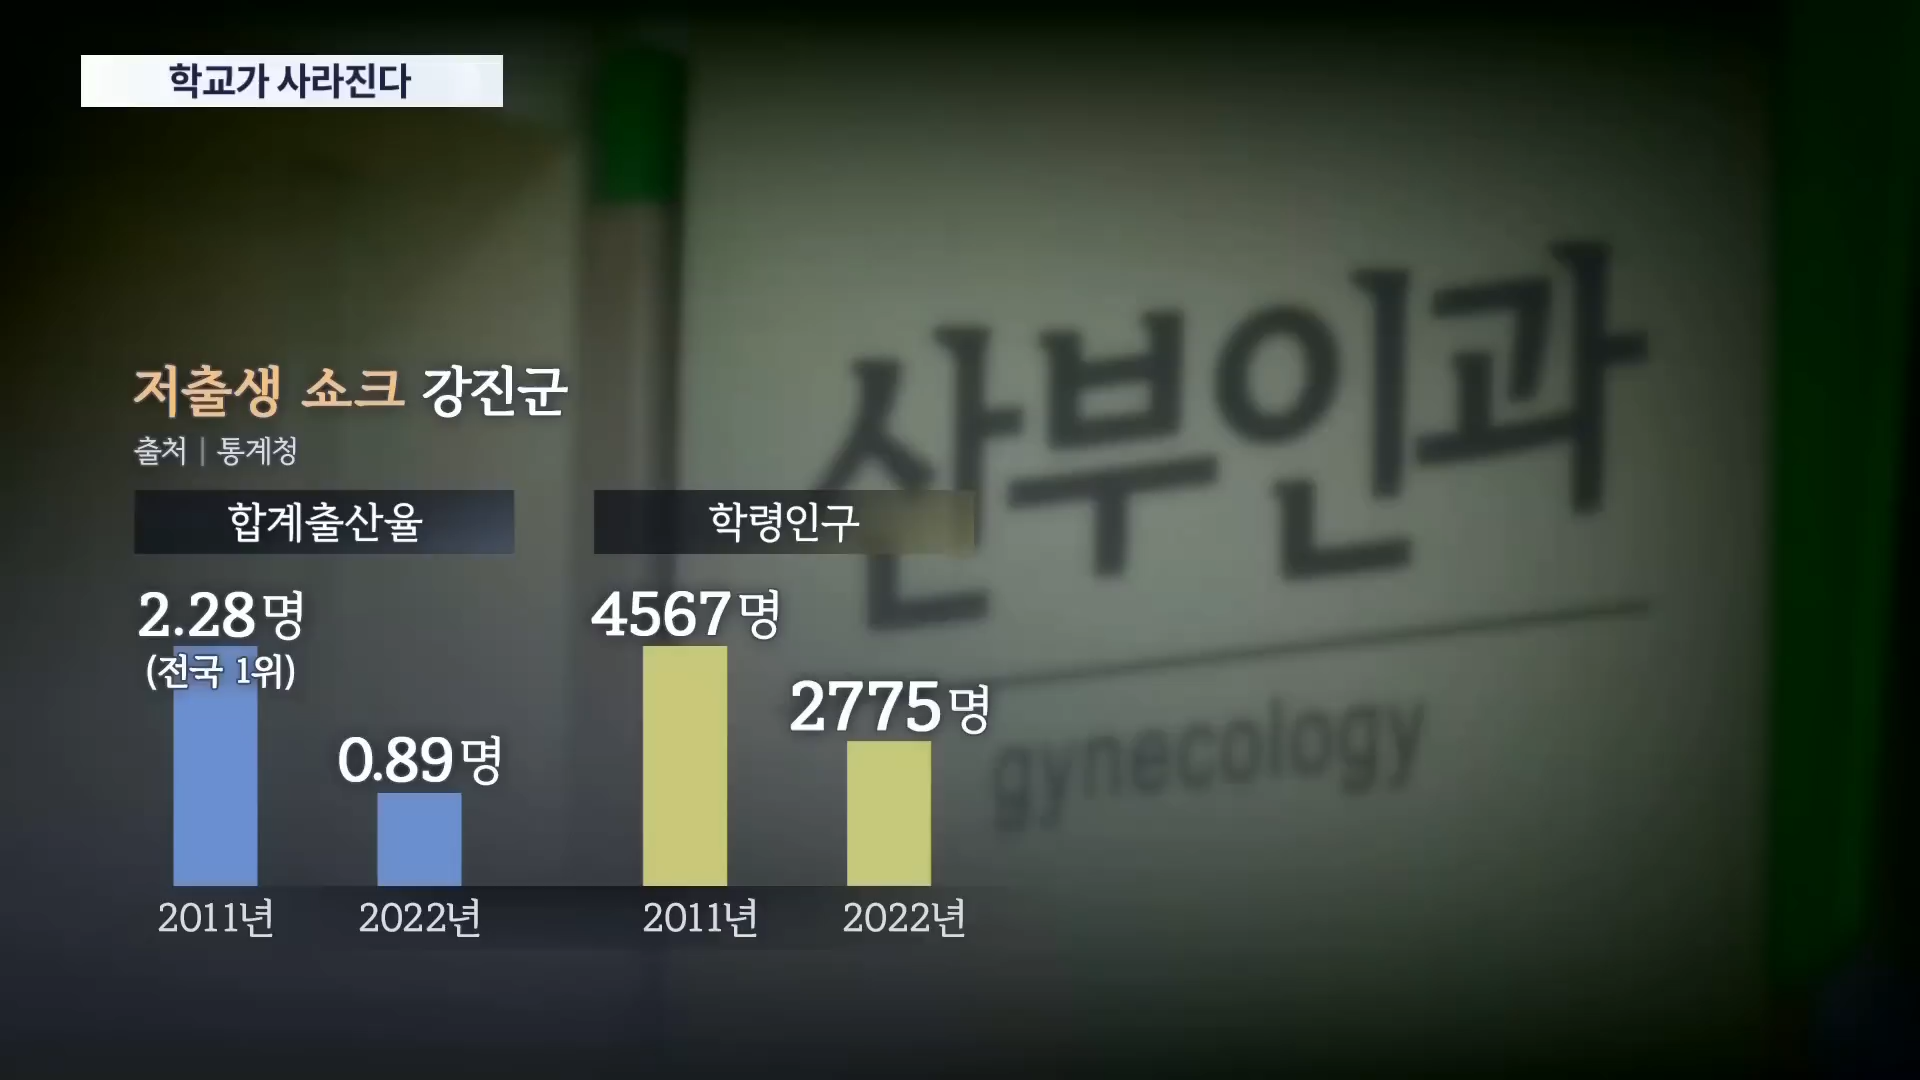 학교가 사라진다
산부인과
gynecology
저출생 쇼크 강진군
출처 | 통계청
합계출산율
2.28명
(전국 1위)
0.89명
2011년 2022년
학령인구
4567명
2775명
2011년 2022년